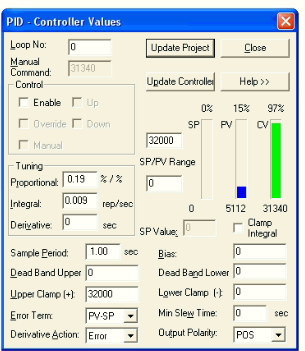 PID - Controller Values
Loop No: 0
Update Project
Close
Manual Command: 31340
Update Controller
Help >>
Control
Enable
Up
Override
Down
Manual
0% 15% 97%
SP PV CV
32000
SP/PV Range
0
0 5112 31340
Tuning
Proportional: 0.19 % / %
Integral: 0.009 rep/sec
Derivative: 0 sec
SP Value: 0
Clamp Integral
Sample Period: 1.00 sec
Bias: 0
Dead Band Upper 0
Dead Band Lower 0
Upper Clamp (+): 32000
Lower Clamp (-): 0
Error Term: PV-SP
Min Slew Time: 0 sec
Derivative Action: Error
Output Polarity: POS